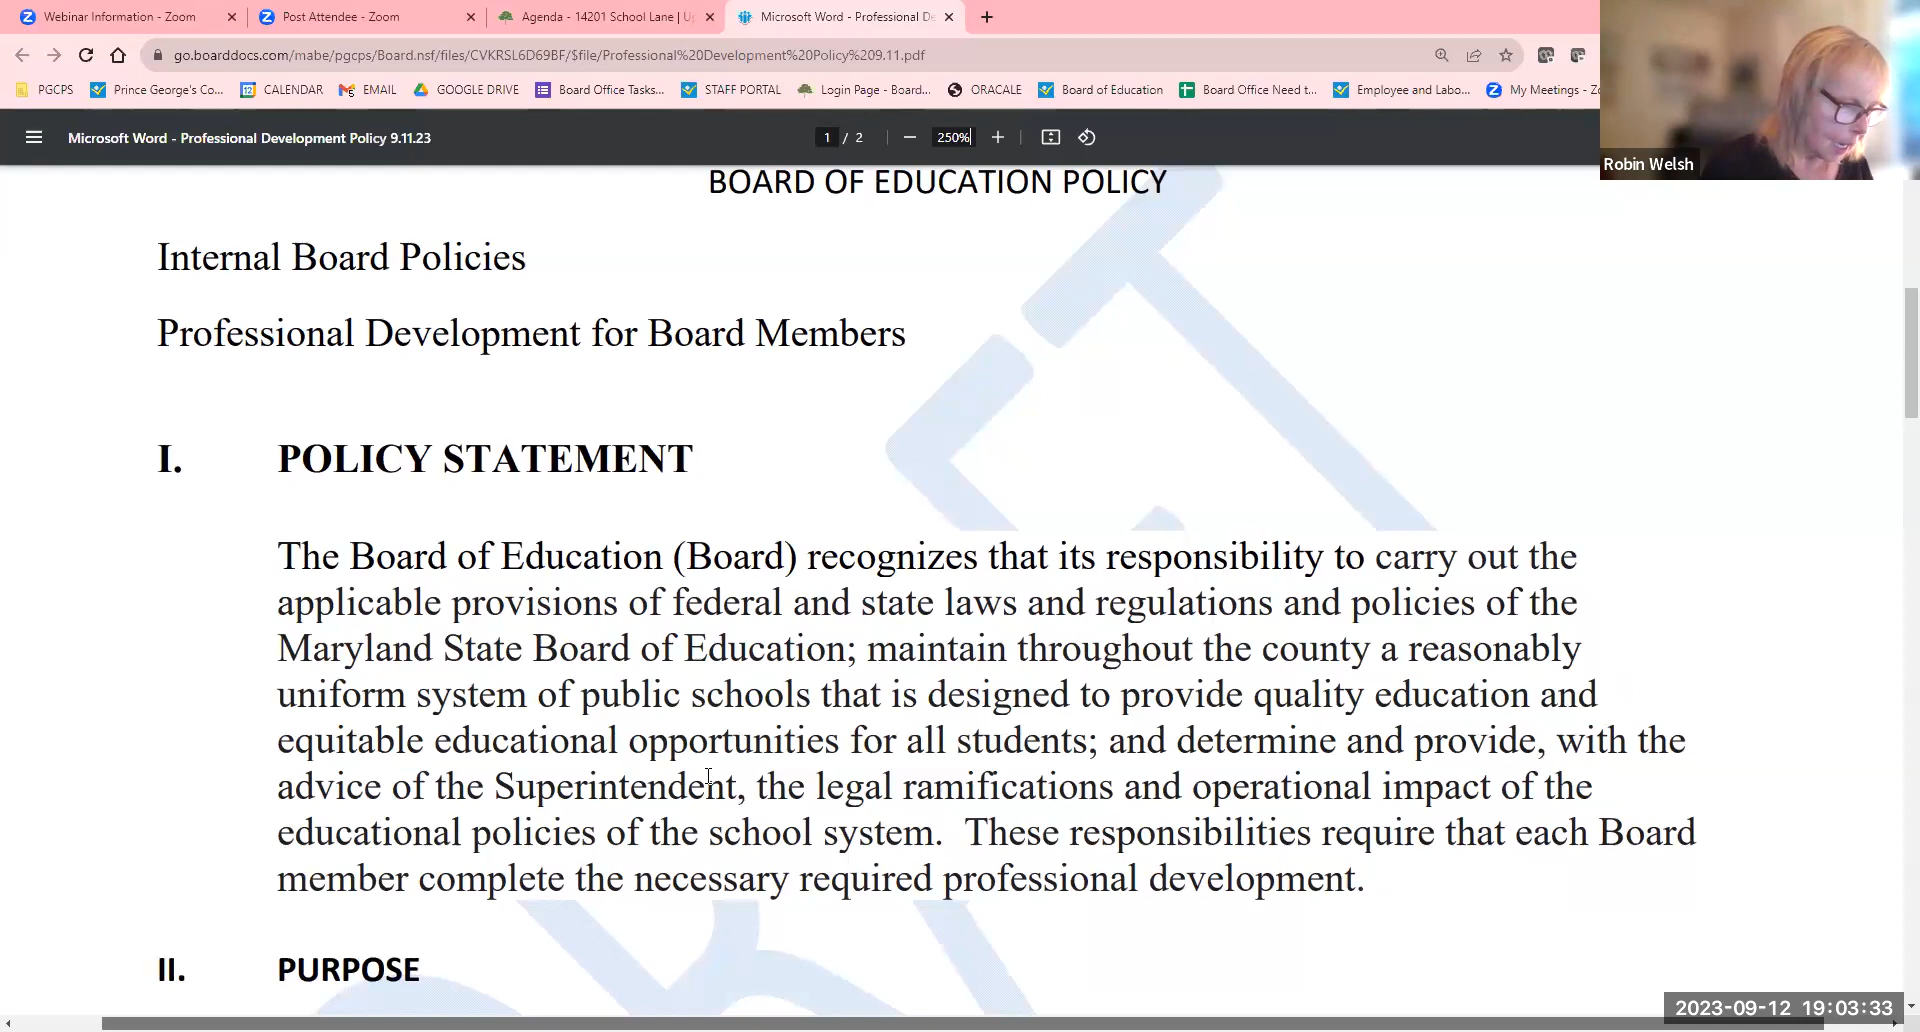 Webinar Information - Zoom
Post Attendee - Zoom
Agenda - 14201 School Lane | Up
Microsoft Word - Professional De
go.boarddocs.com/mabe/pgcps/Board.nsf/files/CVKRSL6D69BF/$file/Professional%20Development%20Policy%209.11.pdf
PGCPS
Prince George's Co...
CALENDAR
EMAIL
GOOGLE DRIVE
Board Office Tasks...
STAFF PORTAL
Login Page - Board...
ORACALE
Board of Education
Board Office Need t...
Employee and Labo...
My Meetings - Zo
Microsoft Word - Professional Development Policy 9.11.23
1 / 2
250%
Robin Welsh
BOARD OF EDUCATION POLICY
Internal Board Policies
Professional Development for Board Members
I. POLICY STATEMENT
The Board of Education (Board) recognizes that its responsibility to carry out the
applicable provisions of federal and state laws and regulations and policies of the
Maryland State Board of Education; maintain throughout the county a reasonably
uniform system of public schools that is designed to provide quality education and
equitable educational opportunities for all students; and determine and provide, with the
advice of the Superintendent, the legal ramifications and operational impact of the
educational policies of the school system. These responsibilities require that each Board
member complete the necessary required professional development.
II. PURPOSE
2023-09-12 19:03:33